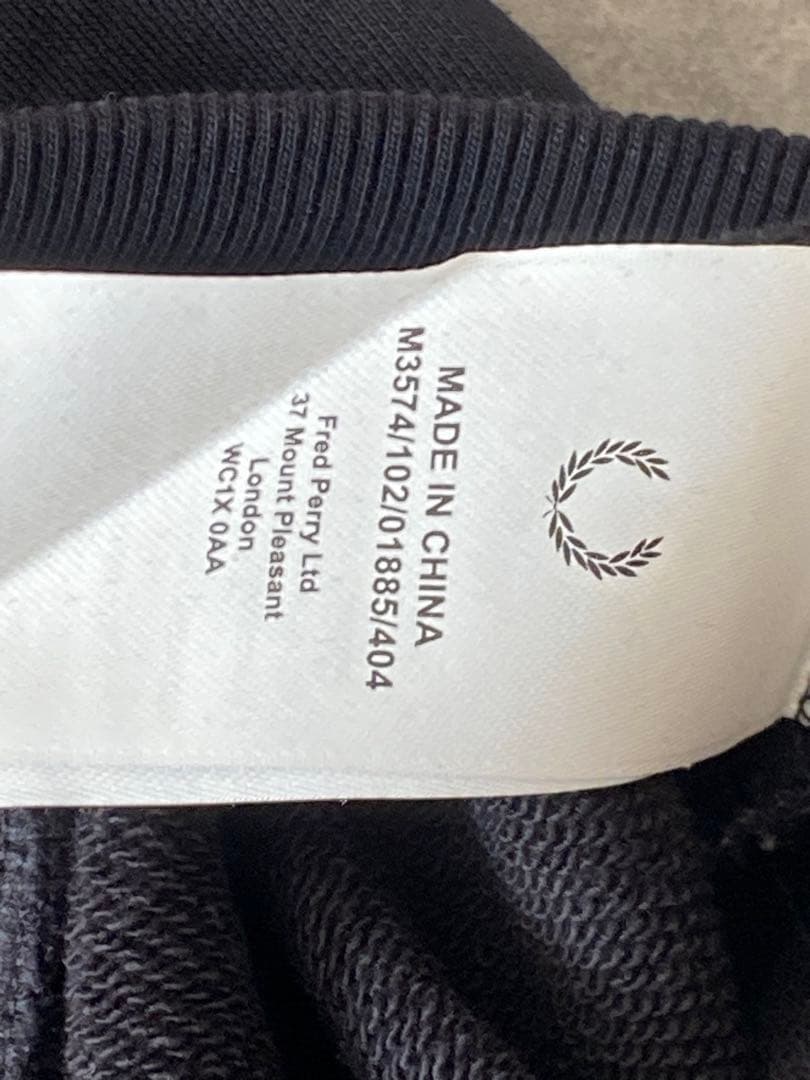 MADE IN CHINA
M3574/102/01885/404
Fred Perry Ltd
37 Mount Pleasant
London
WC1X 0AA